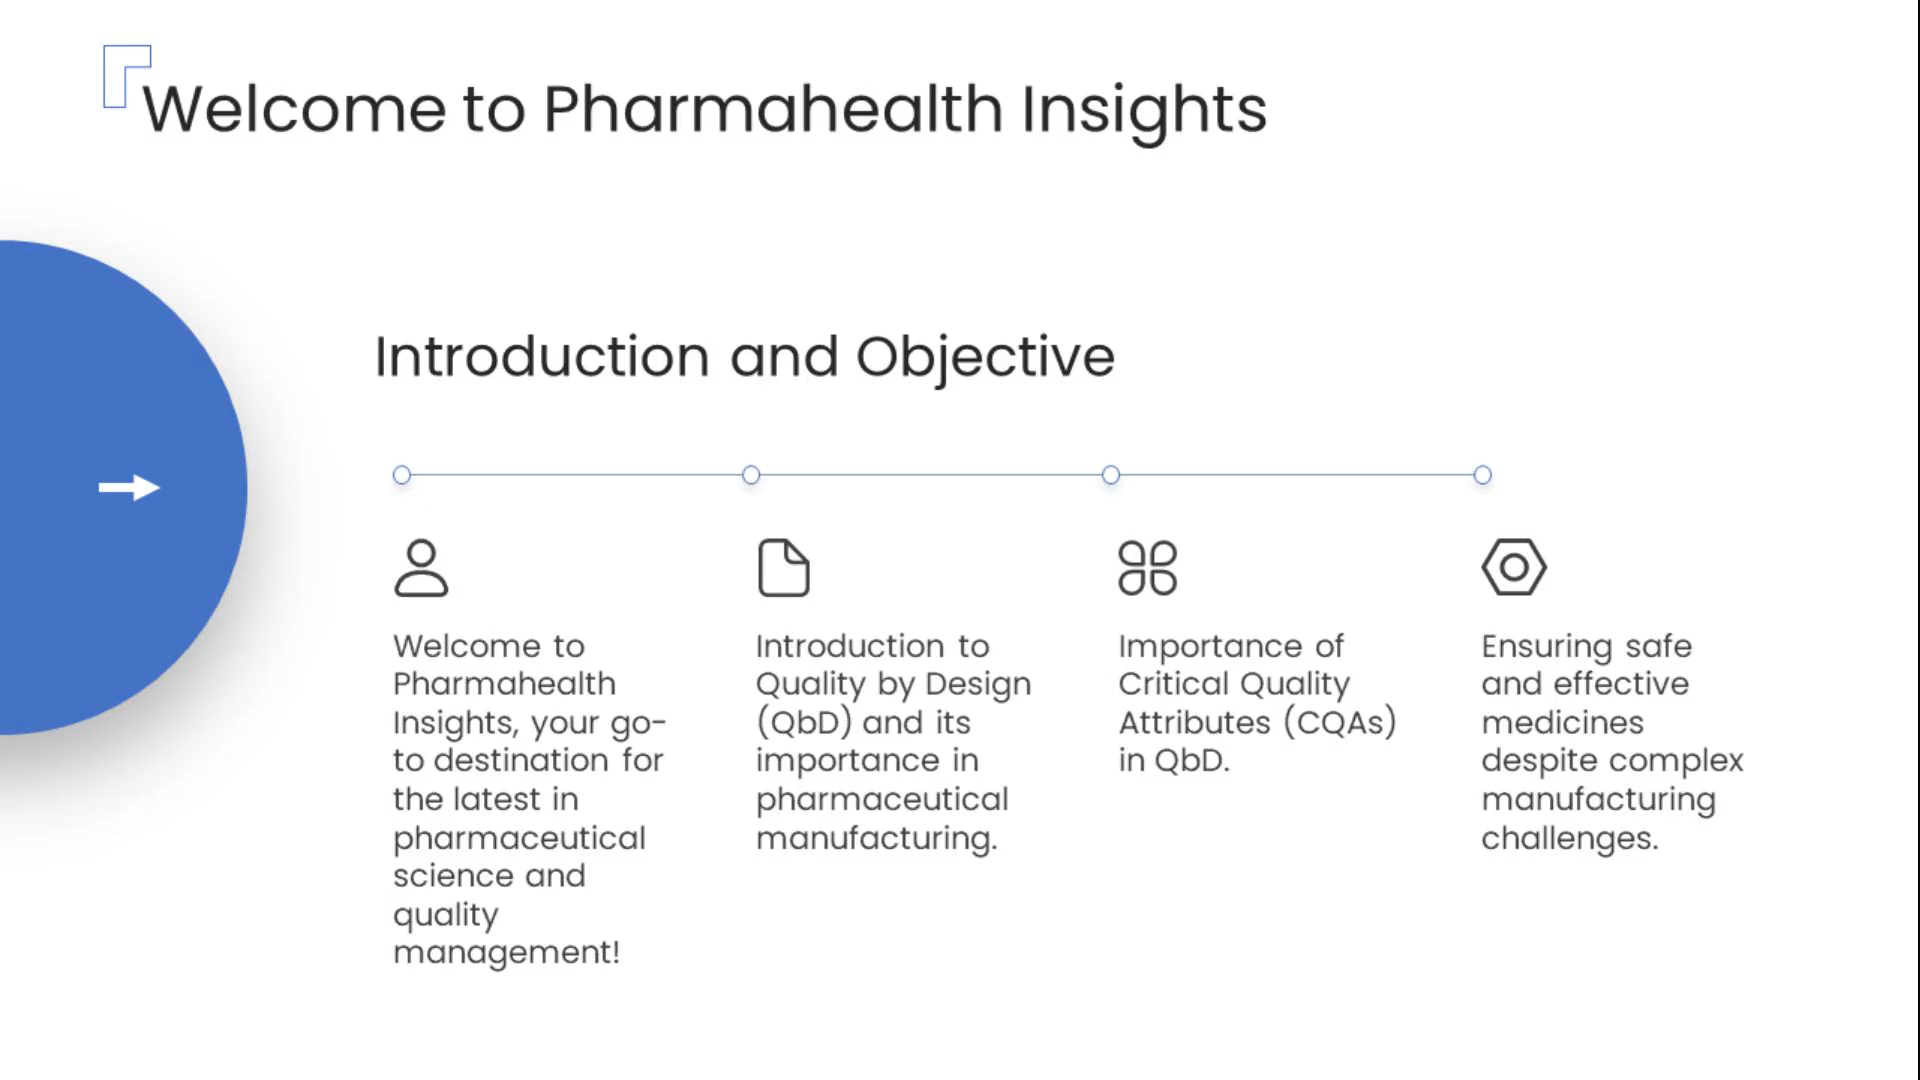 Welcome to Pharmahealth Insights
Introduction and Objective
Welcome to
Pharmahealth
Insights, your go-
to destination for
the latest in
pharmaceutical
science and
quality
management!
Introduction to
Quality by Design
(QbD) and its
importance in
pharmaceutical
manufacturing.
Importance of
Critical Quality
Attributes (CQAs)
in QbD.
Ensuring safe
and effective
medicines
despite complex
manufacturing
challenges.